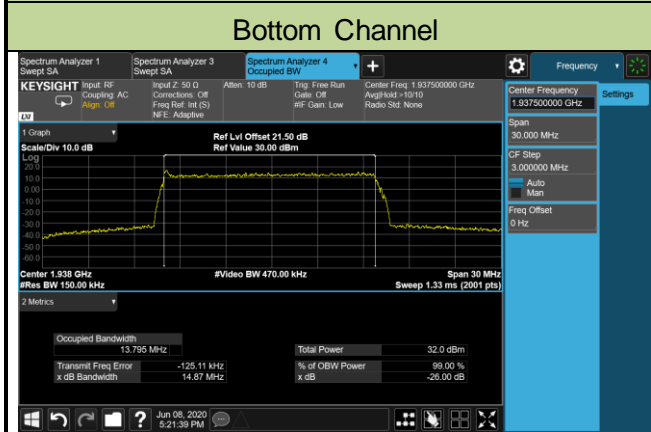 Bottom Channel
Spectrum Analyzer 1
Swept SA
Spectrum Analyzer 3
Swept SA
Spectrum Analyzer 4
Occupied BW
+
Frequency
KEYSIGHT
Input: RF
Coupling: AC
Align: Off
Input Z: 50 Ω
Corrections: Off
Freq Ref: Int (S)
NFE: Adaptive
Atten: 10 dB
Trig: Free Run
Gate: Off
#IF Gain: Low
Center Freq: 1.937500000 GHz
Avg|Hold:>10/10
Radio Std: None
LXI
1 Graph
Scale/Div 10.0 dB
Ref Lvl Offset 21.50 dB
Ref Value 30.00 dBm
Log
20.0
10.0
0.00
-10.0
-20.0
-30.0
-40.0
-50.0
-60.0
Center 1.938 GHz
#Video BW 470.00 kHz
Span 30 MHz
#Res BW 150.00 kHz
Sweep 1.33 ms (2001 pts)
2 Metrics
Occupied Bandwidth
13.795 MHz
Total Power 32.0 dBm
Transmit Freq Error -125.11 kHz
% of OBW Power 99.00 %
x dB Bandwidth 14.87 MHz
x dB -26.00 dB
Center Frequency
1.937500000 GHz
Settings
Span
30.000 MHz
CF Step
3.000000 MHz
Auto
Man
Freq Offset
0 Hz
?
Jun 08, 2020
5:21:39 PM